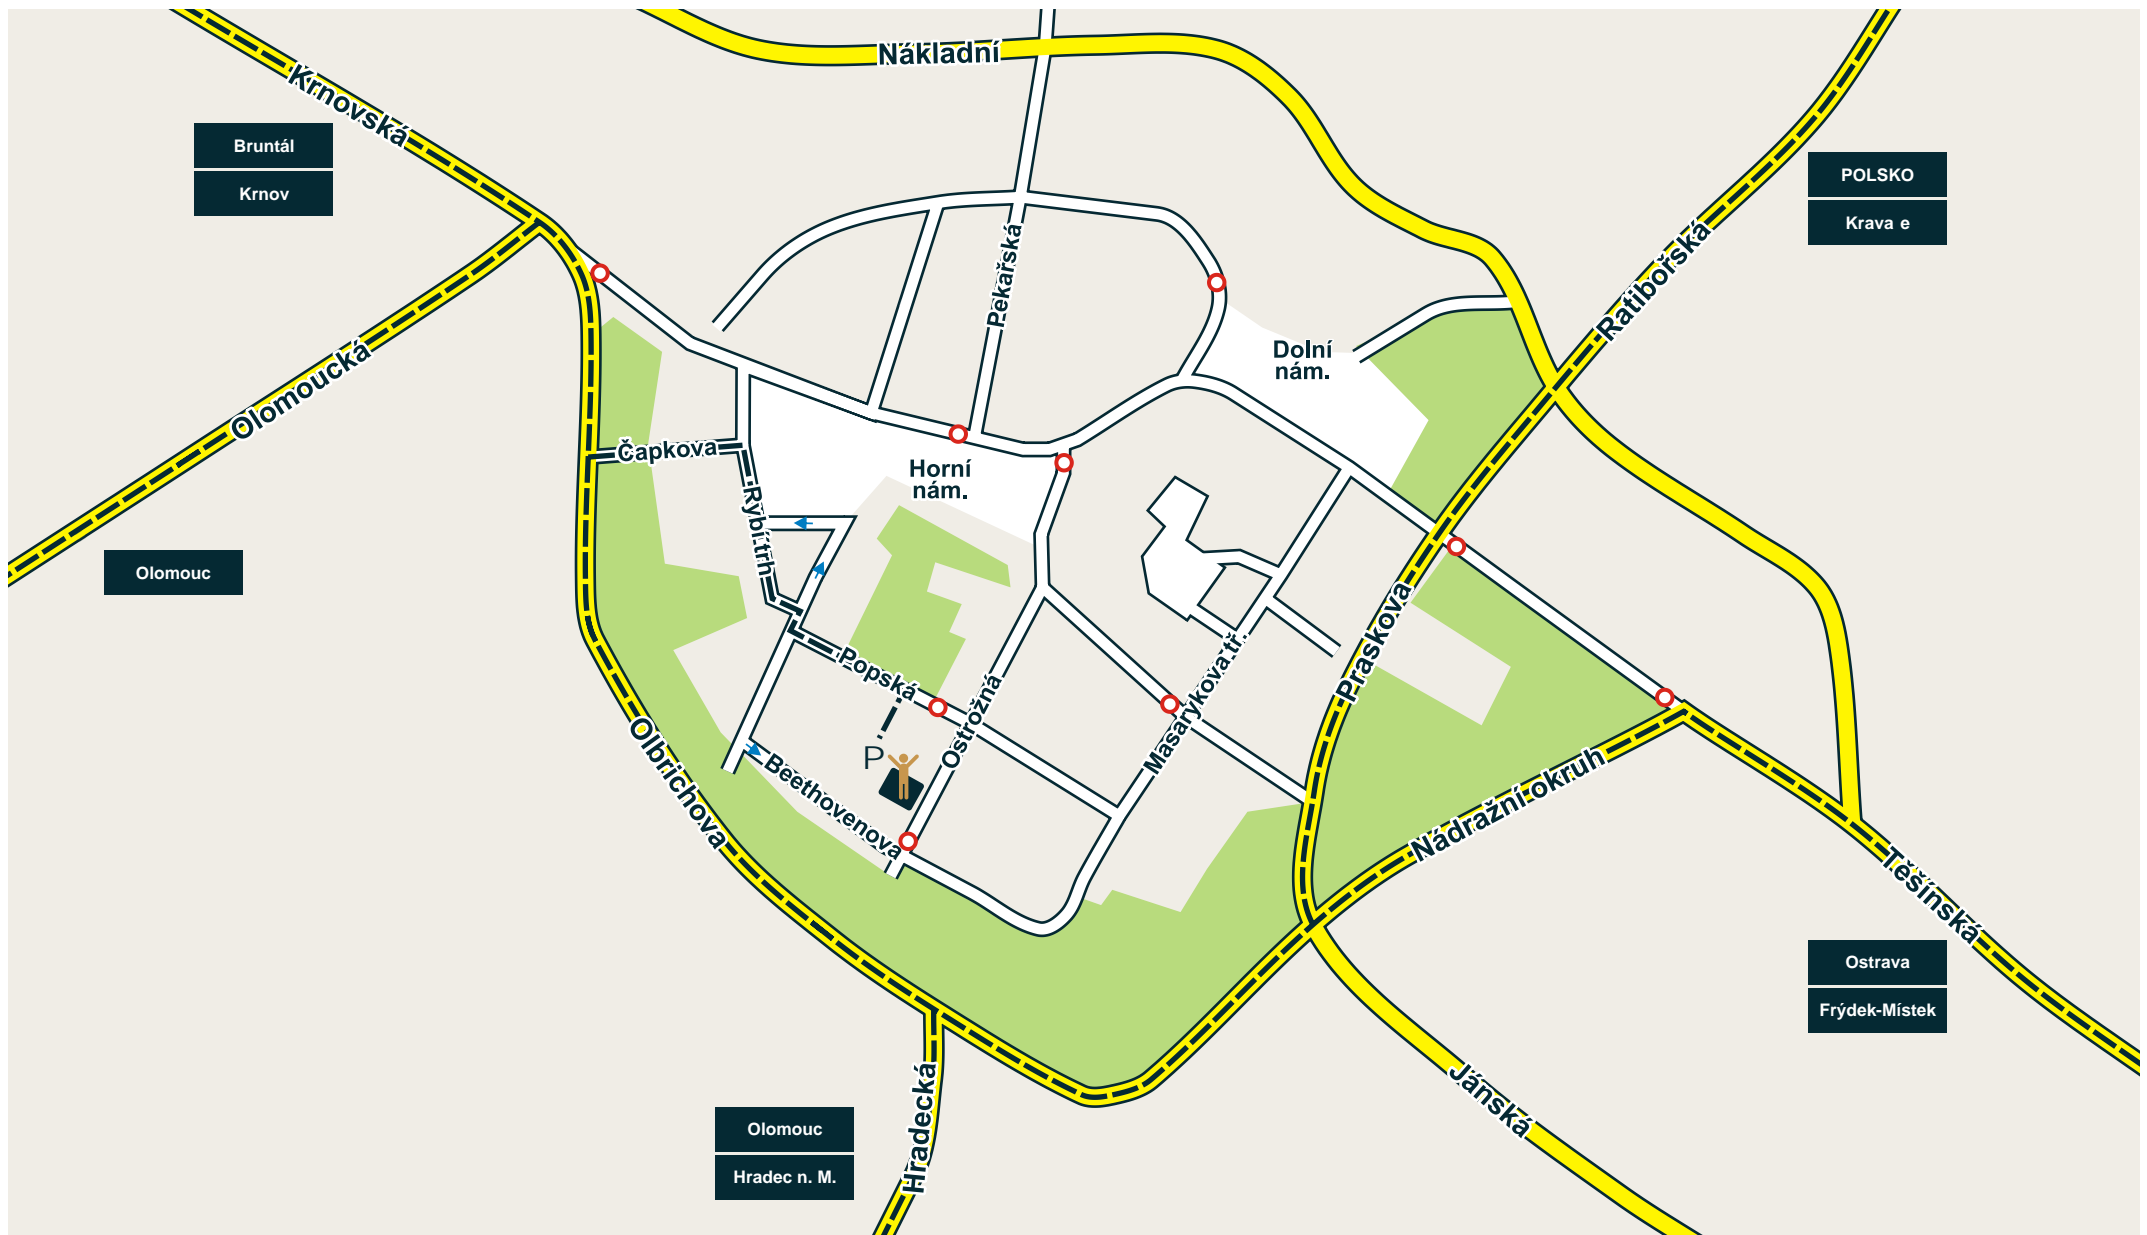 Nákladní
Krnovská
Bruntál
Krnov
POLSKO
Krava e
Ratibořská
Pekařská
Dolní
nám.
Olomoucká
Čapkova
Horní
nám.
Rybí trh
Olomouc
Praskova
Popská
Ostrožná
Masarykova tř.
P
Beethovenova
Olbrichova
Nádražní okruh
Těšínská
Ostrava
Frýdek-Místek
Jánská
Hradecká
Olomouc
Hradec n. M.